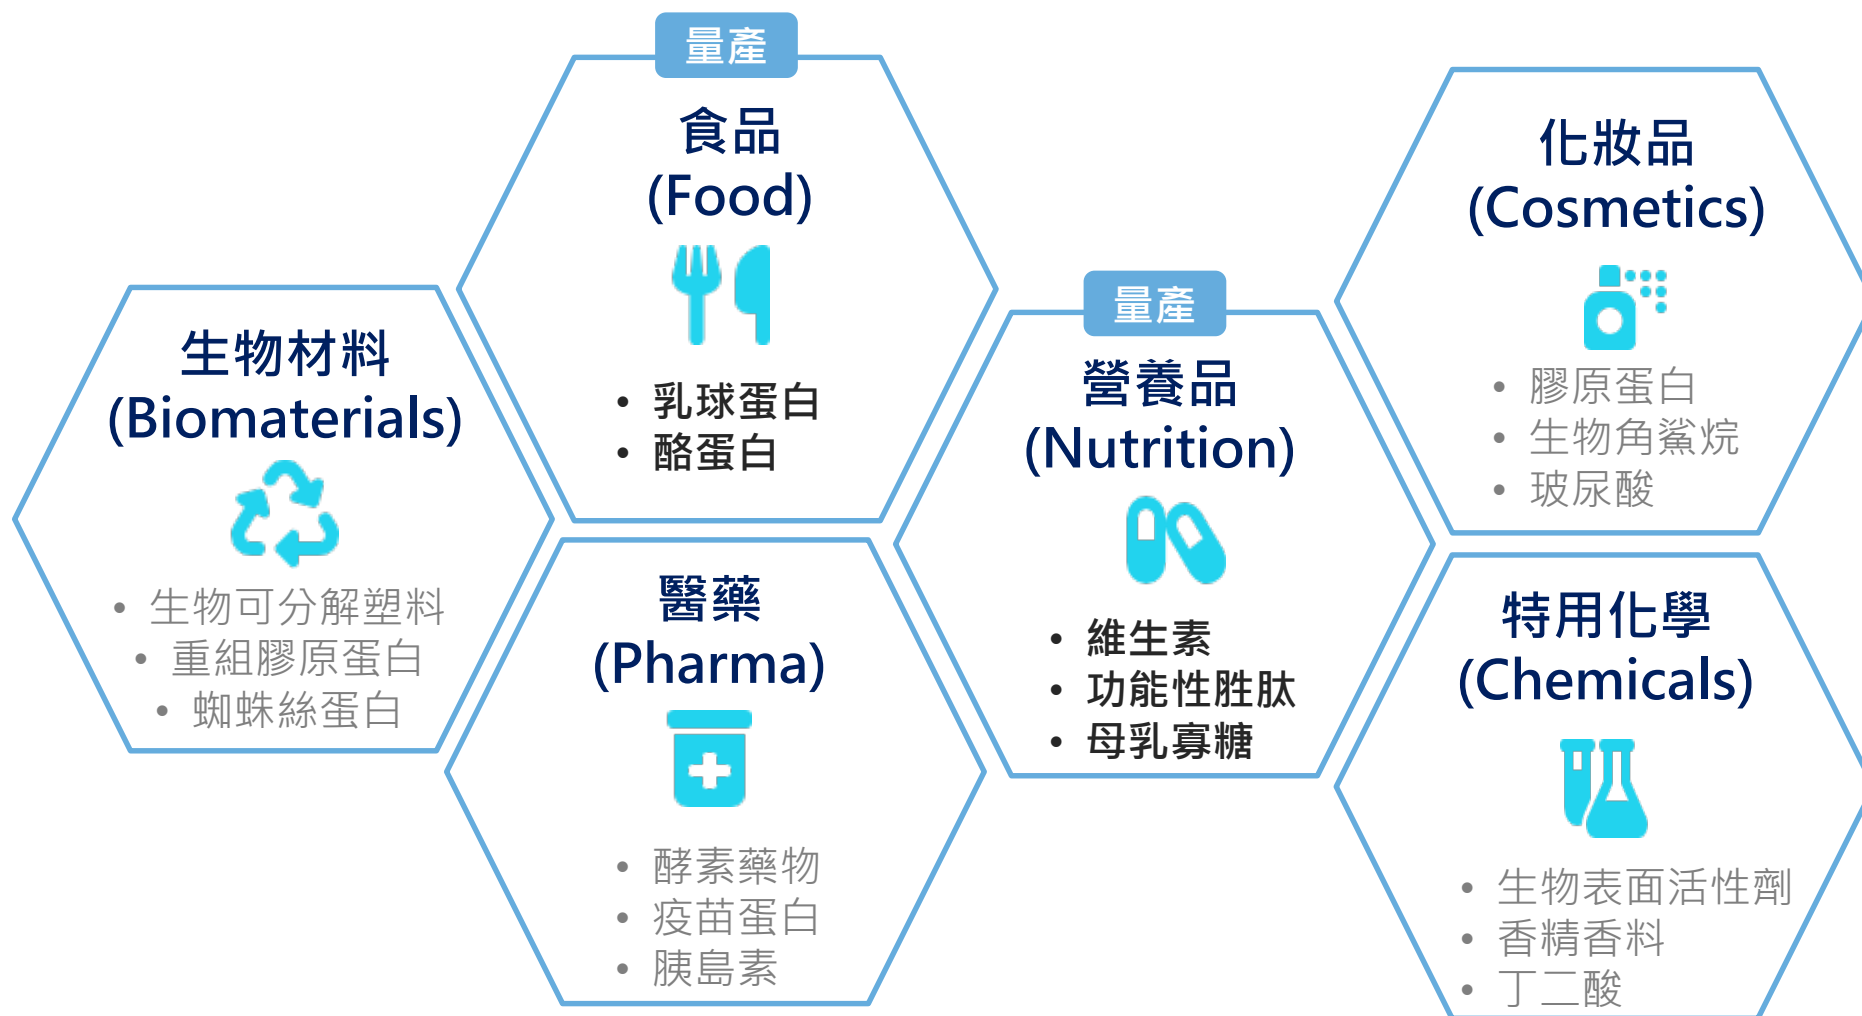 量產
食品
(Food)
• 乳球蛋白
• 酪蛋白
生物材料
(Biomaterials)
• 生物可分解塑料
• 重組膠原蛋白
• 蜘蛛絲蛋白
醫藥
(Pharma)
• 酵素藥物
• 疫苗蛋白
• 胰島素
量產
營養品
(Nutrition)
• 維生素
• 功能性胜肽
• 母乳寡糖
化妝品
(Cosmetics)
• 膠原蛋白
• 生物角鯊烷
• 玻尿酸
特用化學
(Chemicals)
• 生物表面活性劑
• 香精香料
• 丁二酸